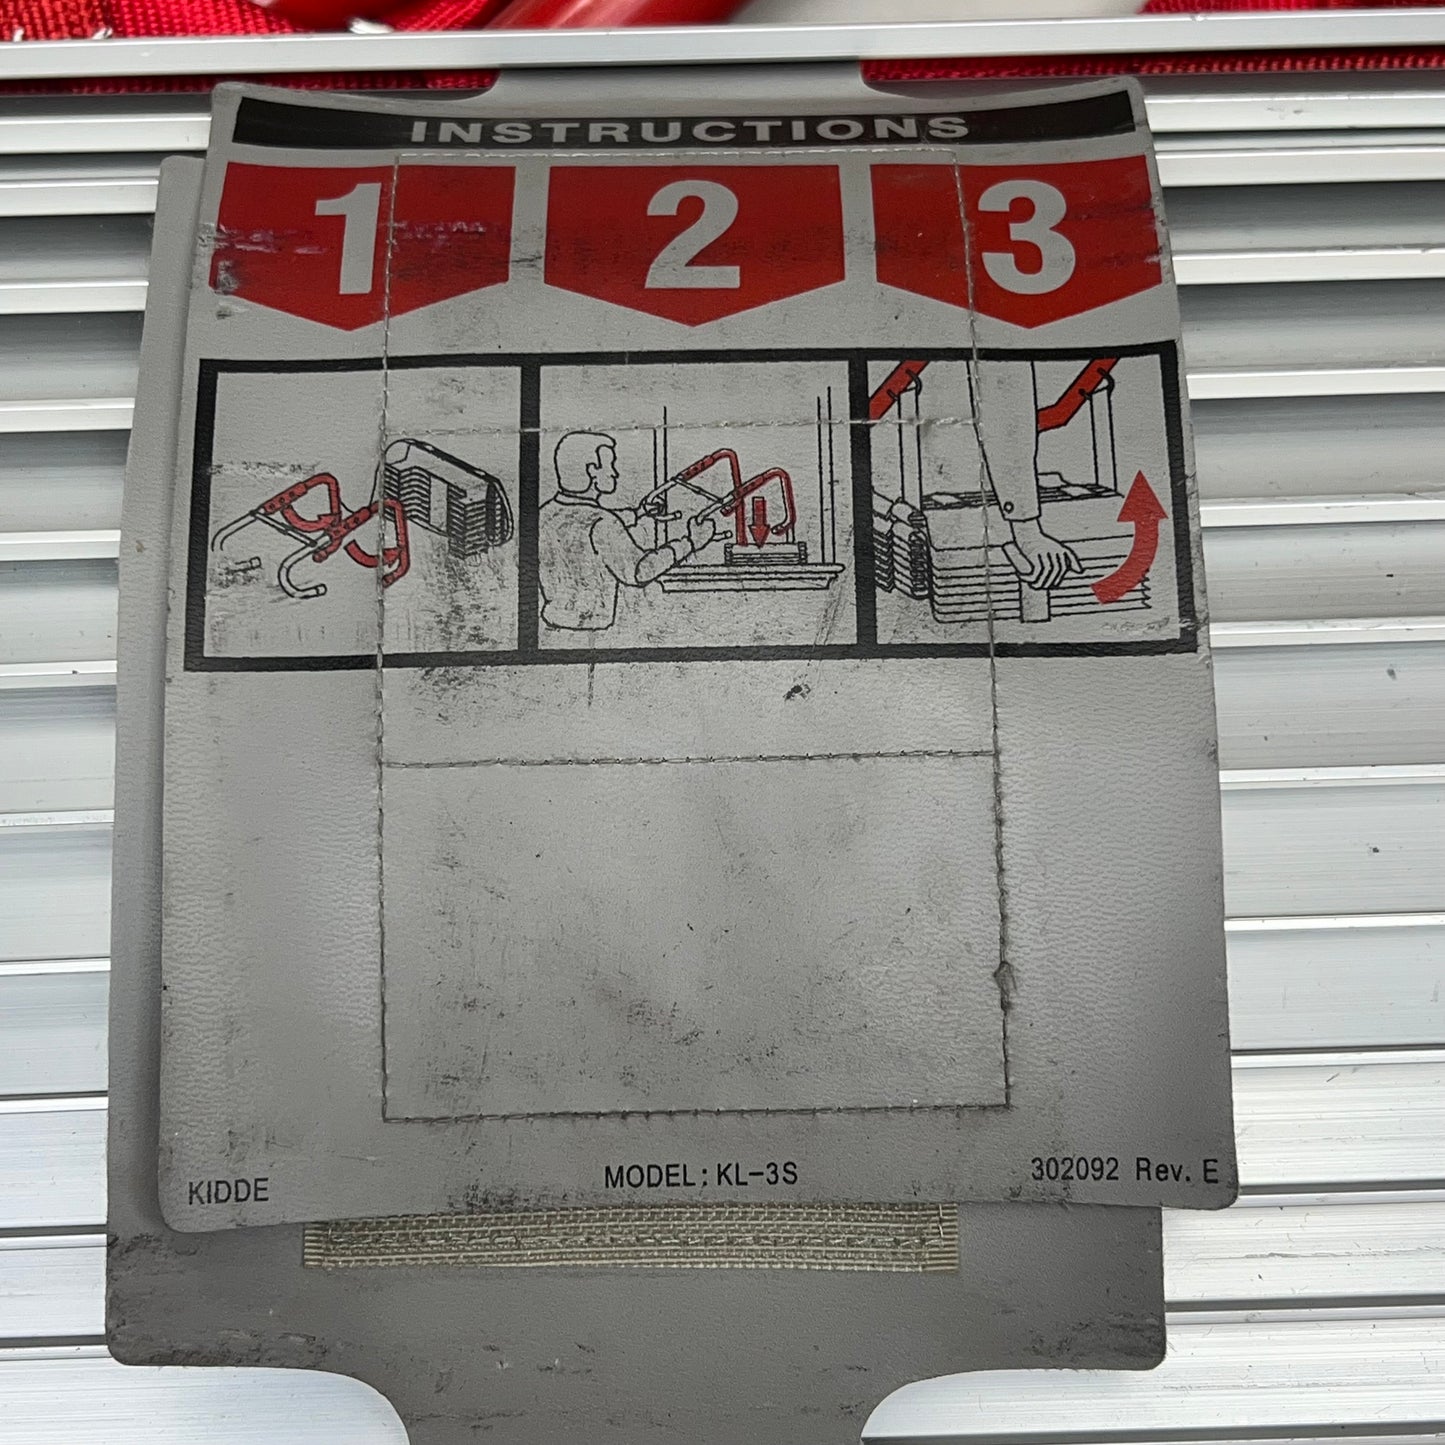 INSTRUCTIONS
1 2 3
KIDDE MODEL: KL-3S 302092 Rev. E